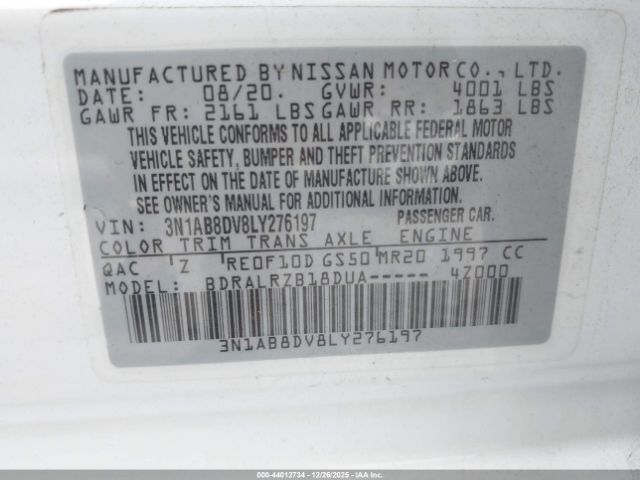 MANUFACTURED BY NISSAN MOTOR CO., LTD.
DATE: 08/20. GVWR: 4001 LBS
GAWR FR: 2161 LBS GAWR RR: 1863 LBS
THIS VEHICLE CONFORMS TO ALL APPLICABLE FEDERAL MOTOR
VEHICLE SAFETY, BUMPER AND THEFT PREVENTION STANDARDS
IN EFFECT ON THE DATE OF MANUFACTURE SHOWN ABOVE.
SEE OWNER'S MANUAL FOR ADDITIONAL INFORMATION.
VIN: 3N1AB8DV8LY276197 PASSENGER CAR.
COLOR TRIM TRANS AXLE ENGINE
QAC Z RE0F10D GS50 MR20 1997 CC
MODEL: BDRALRZB18DUA----- 4Z000
3N1AB8DV8LY276197
000-44012734 - 12/26/2025 - COPART